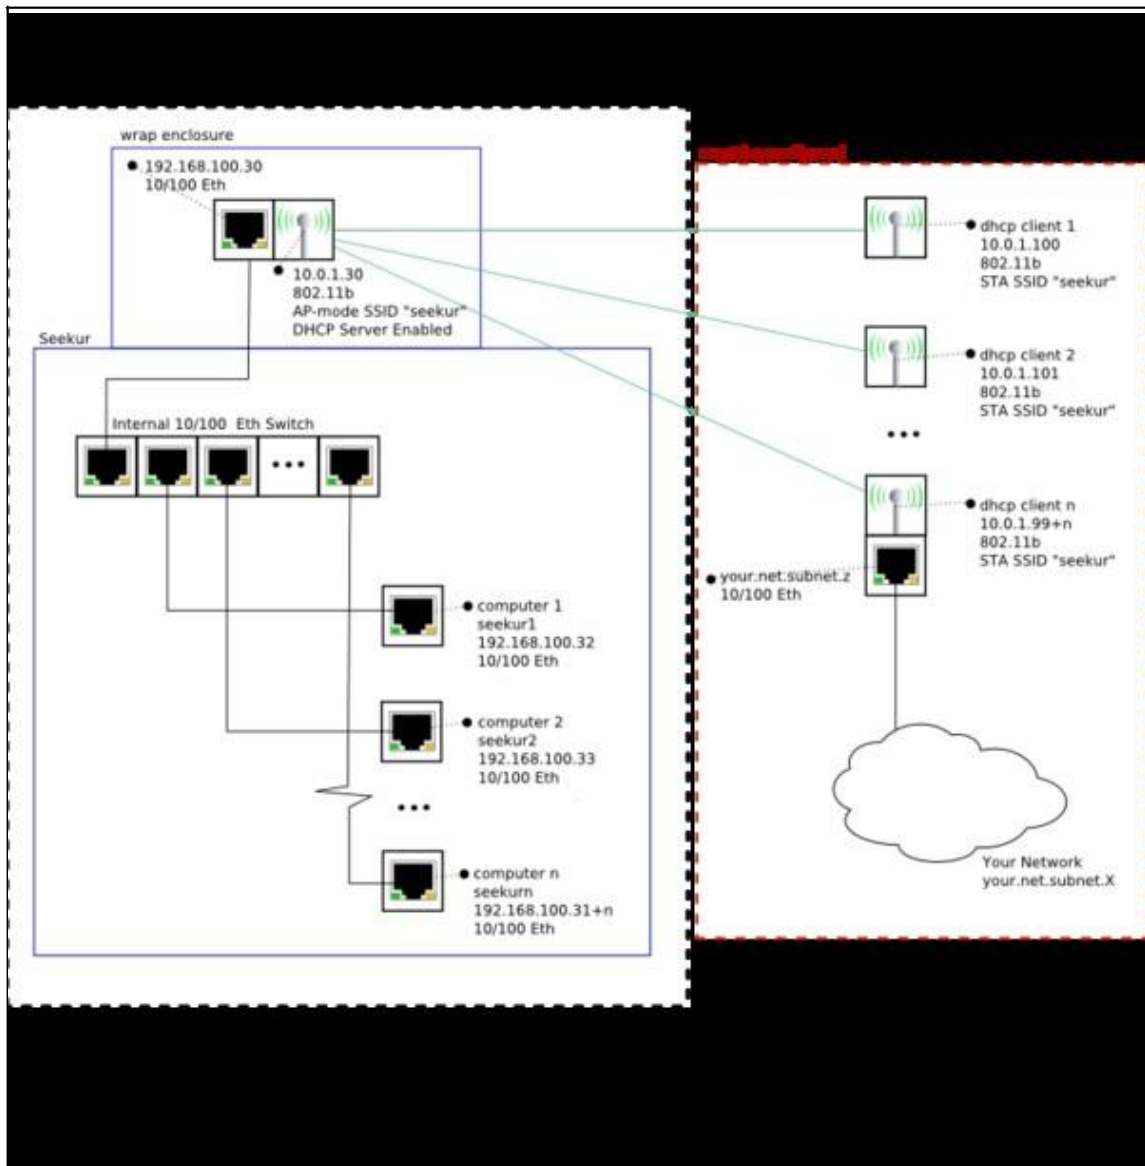 wrap enclosure
192.168.100.30
10/100 Eth
10.0.1.30
802.11b
AP-mode SSID "seekur"
DHCP Server Enabled
Seekur
Internal 10/100 Eth Switch
computer 1
seekur1
192.168.100.32
10/100 Eth
computer 2
seekur2
192.168.100.33
10/100 Eth
computer n
seekurn
192.168.100.31+n
10/100 Eth
dhcp client 1
10.0.1.100
802.11b
STA SSID "seekur"
dhcp client 2
10.0.1.101
802.11b
STA SSID "seekur"
dhcp client n
10.0.1.99+n
802.11b
STA SSID "seekur"
your.net.subnet.z
10/100 Eth
Your Network
your.net.subnet.X